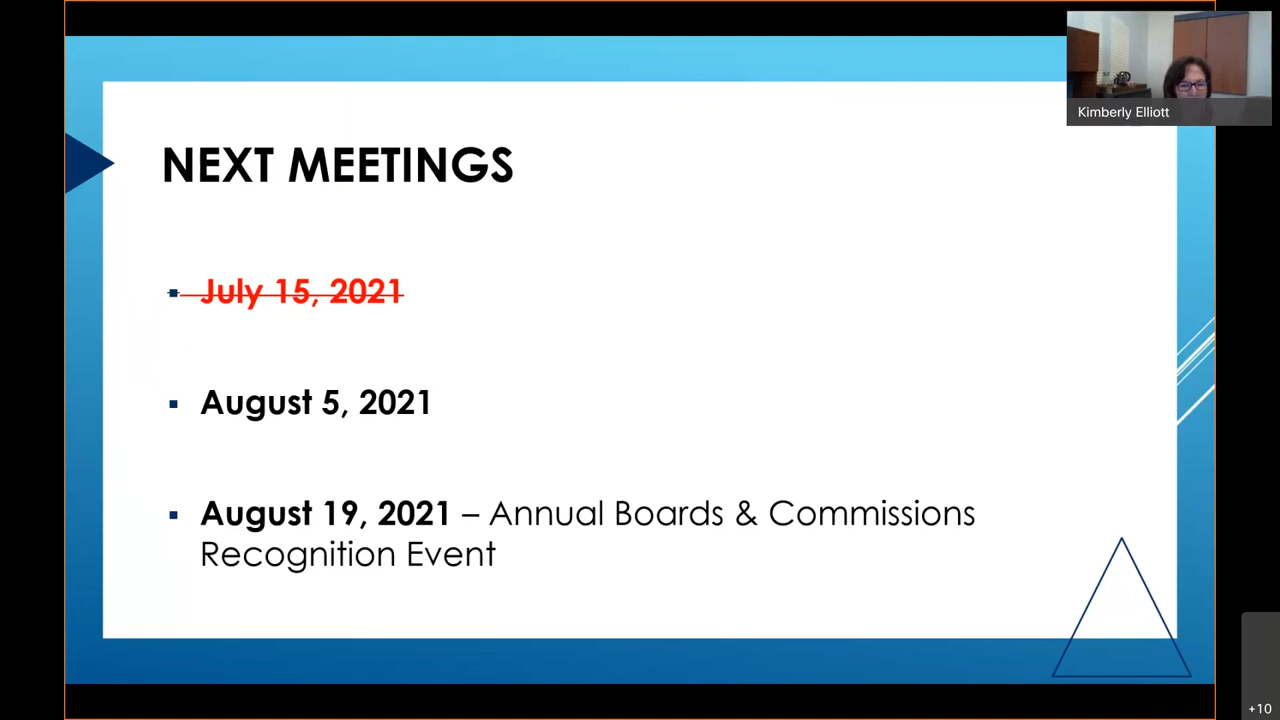 Kimberly Elliott
NEXT MEETINGS
July 15, 2021
August 5, 2021
August 19, 2021 – Annual Boards & Commissions
Recognition Event
+10